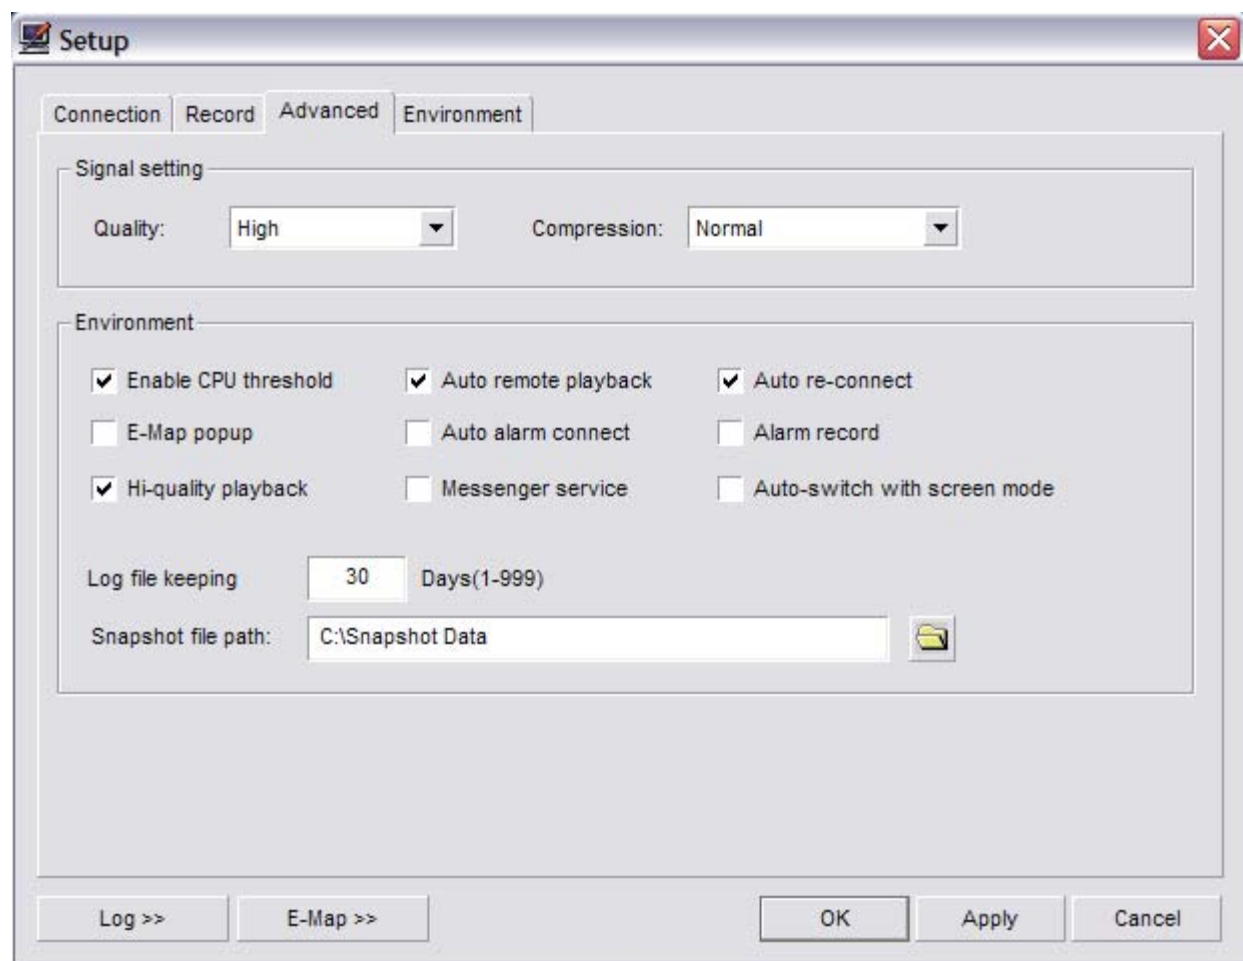 Setup
Connection Record Advanced Environment
Signal setting
Quality: High Compression: Normal
Environment
Enable CPU threshold Auto remote playback Auto re-connect
E-Map popup Auto alarm connect Alarm record
Hi-quality playback Messenger service Auto-switch with screen mode
Log file keeping 30 Days(1-999)
Snapshot file path: C:\Snapshot Data
Log >> E-Map >> OK Apply Cancel